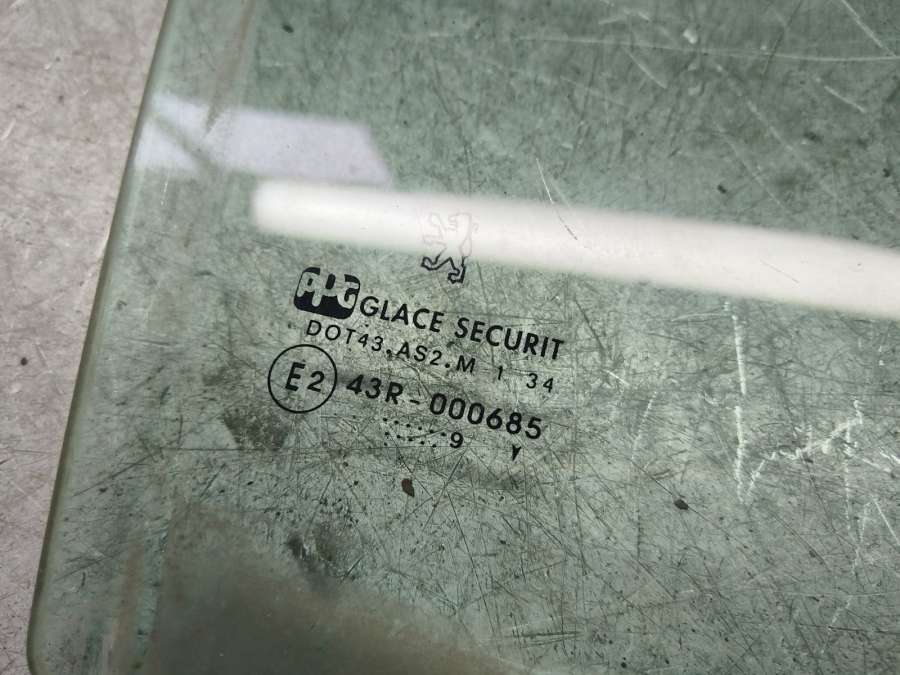 PPG GLACE SECURIT
DOT43.AS2.M 1 34
E2 43R-000685
9